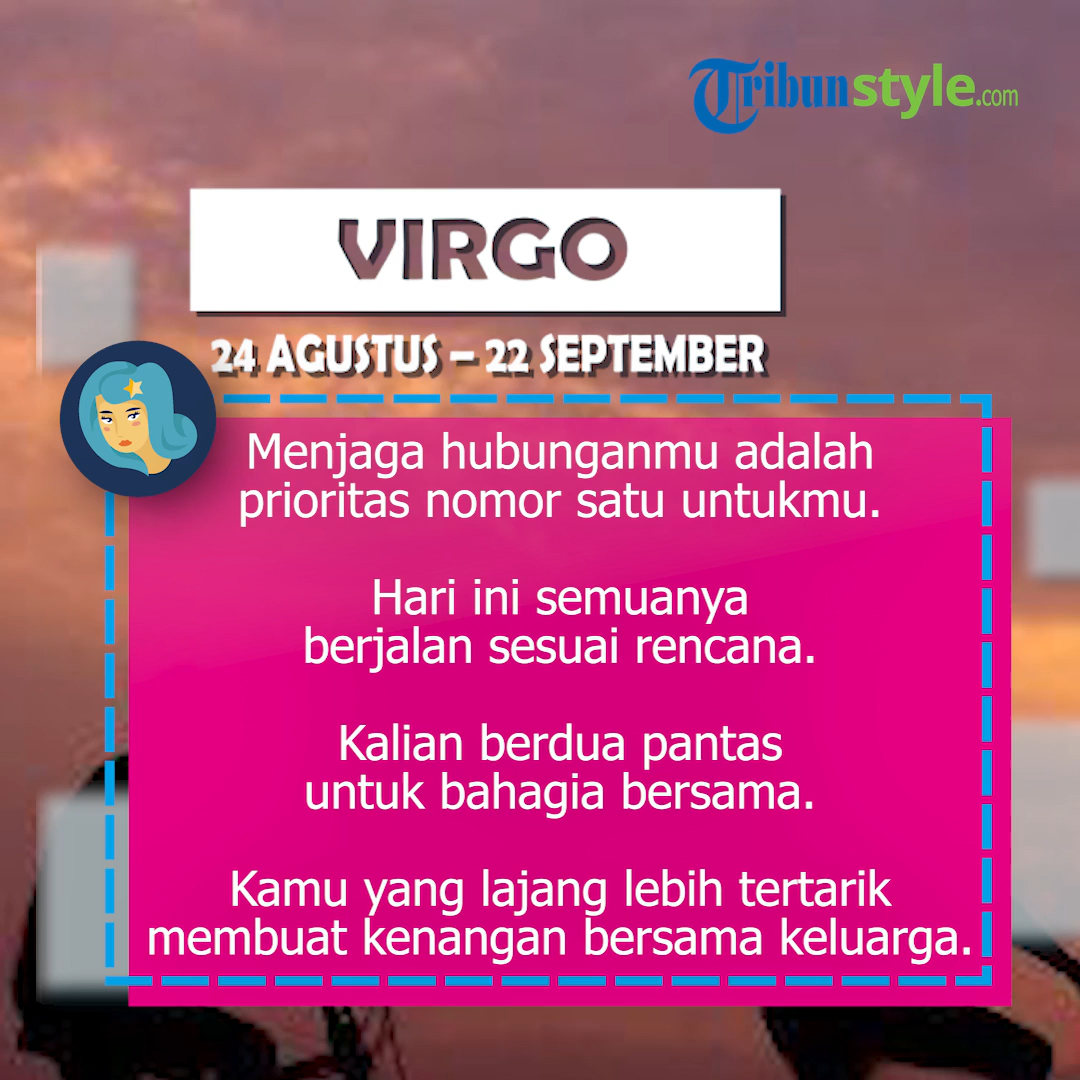 Tribunstyle.com
VIRGO
24 AGUSTUS – 22 SEPTEMBER
Menjaga hubunganmu adalah
prioritas nomor satu untukmu.
Hari ini semuanya
berjalan sesuai rencana.
Kalian berdua pantas
untuk bahagia bersama.
Kamu yang lajang lebih tertarik
membuat kenangan bersama keluarga.